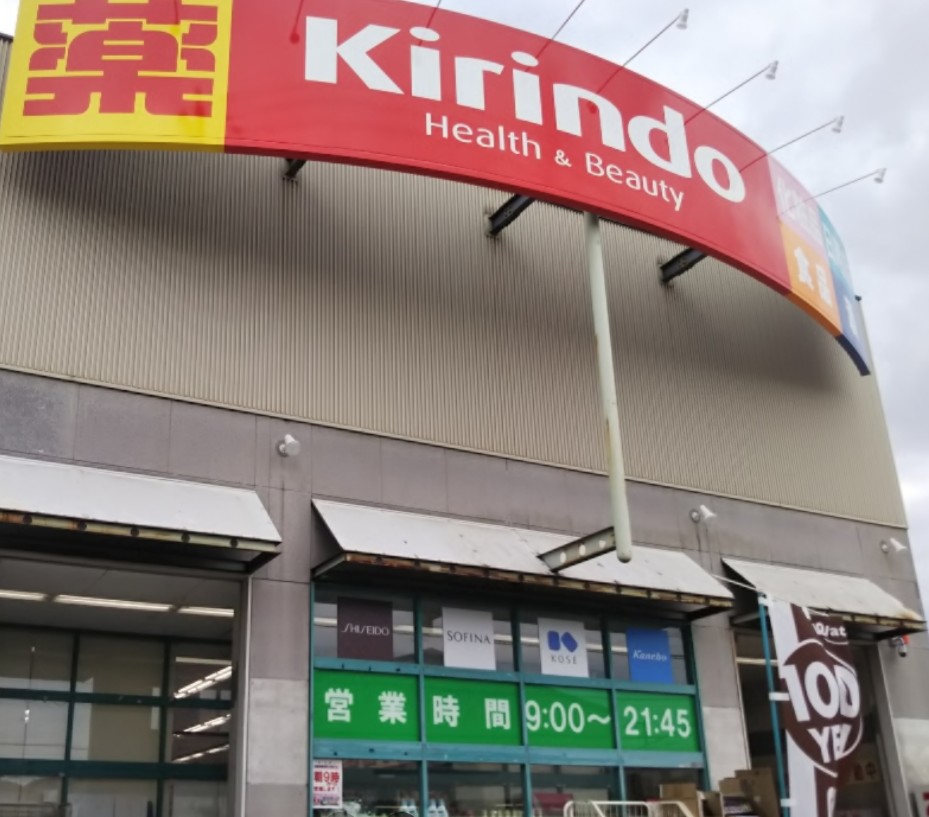 薬
Kirindo
Health & Beauty
食品
SHISEIDO
SOFINA
KOSÉ
Kanebo
営業時間 9:00〜21:45
100
YEN